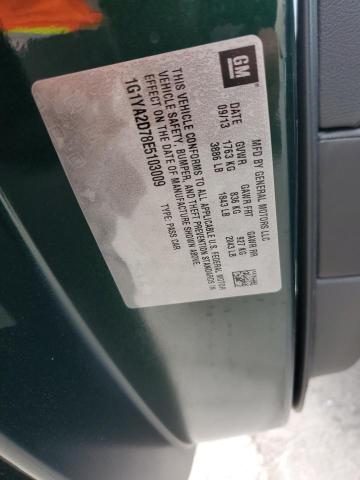 GM
MFD BY GENERAL MOTORS LLC
DATE GVWR GAWR FRT GAWR RR
09/13 1763 KG 836 KG 927 KG
3886 LB 1843 LB 2043 LB
THIS VEHICLE CONFORMS TO ALL APPLICABLE U.S. FEDERAL MOTOR
VEHICLE SAFETY, BUMPER, AND THEFT PREVENTION STANDARDS IN
EFFECT ON THE DATE OF MANUFACTURE SHOWN ABOVE.
1G1YA2D78E5103009 TYPE: PASS CAR